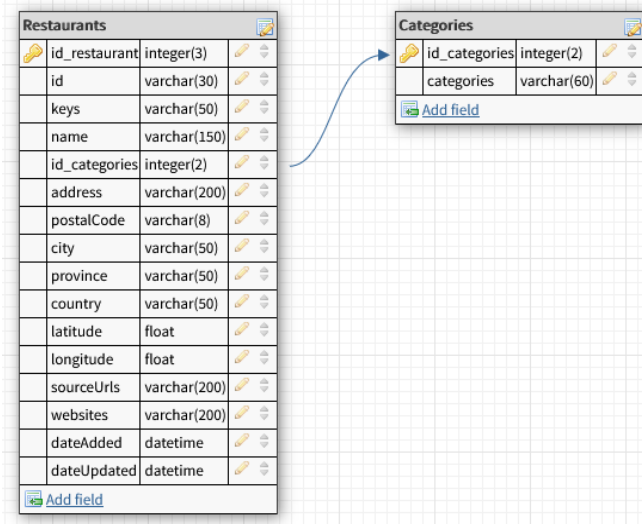 Restaurants
id_restaurant integer(3)
id varchar(30)
keys varchar(50)
name varchar(150)
id_categories integer(2)
address varchar(200)
postalCode varchar(8)
city varchar(50)
province varchar(50)
country varchar(50)
latitude float
longitude float
sourceUrls varchar(200)
websites varchar(200)
dateAdded datetime
dateUpdated datetime
Add field
Categories
id_categories integer(2)
categories varchar(60)
Add field